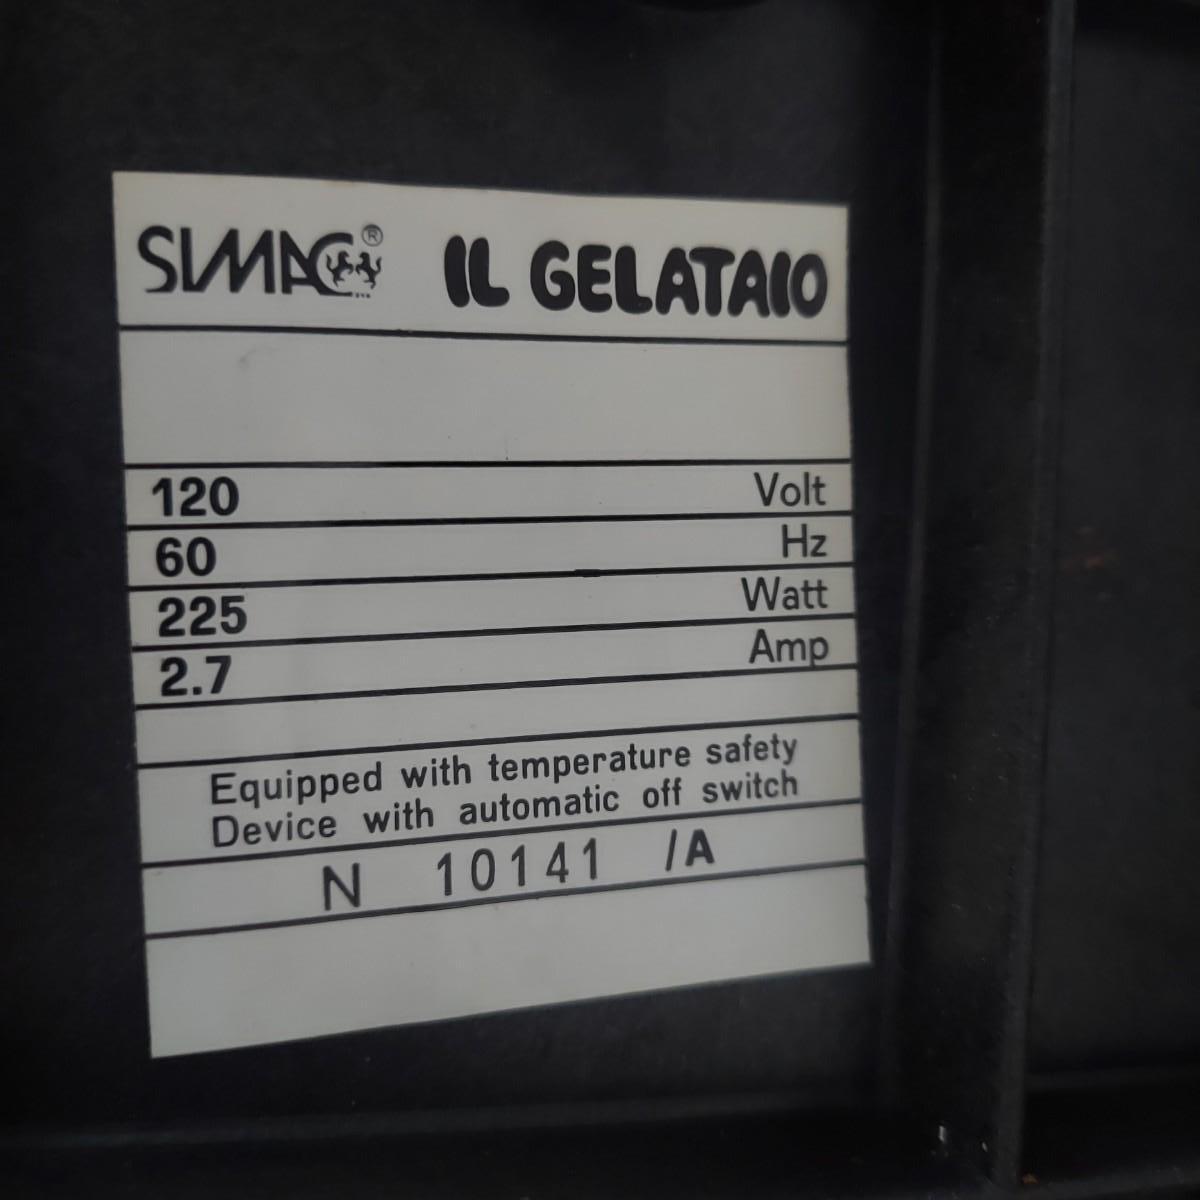 SIMAC® IL GELATAIO
120 Volt
60 Hz
225 Watt
2.7 Amp
Equipped with temperature safety
Device with automatic off switch
N 10141 /A